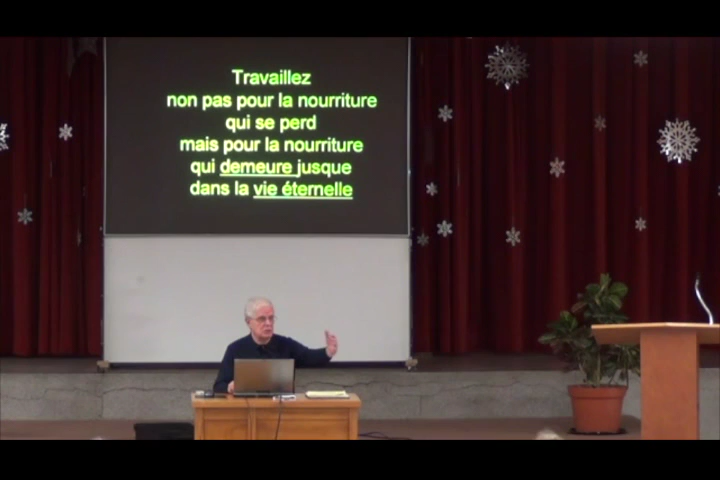 Travaillez
non pas pour la nourriture
qui se perd
mais pour la nourriture
qui demeure jusque
dans la vie éternelle